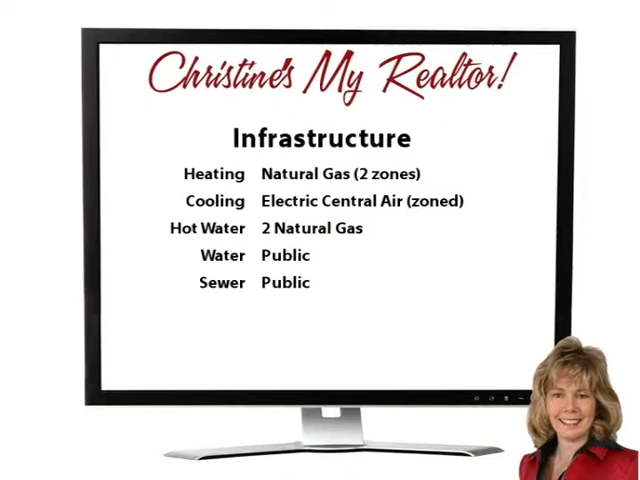 Christine's My Realtor!
Infrastructure
Heating Natural Gas (2 zones)
Cooling Electric Central Air (zoned)
Hot Water 2 Natural Gas
Water Public
Sewer Public